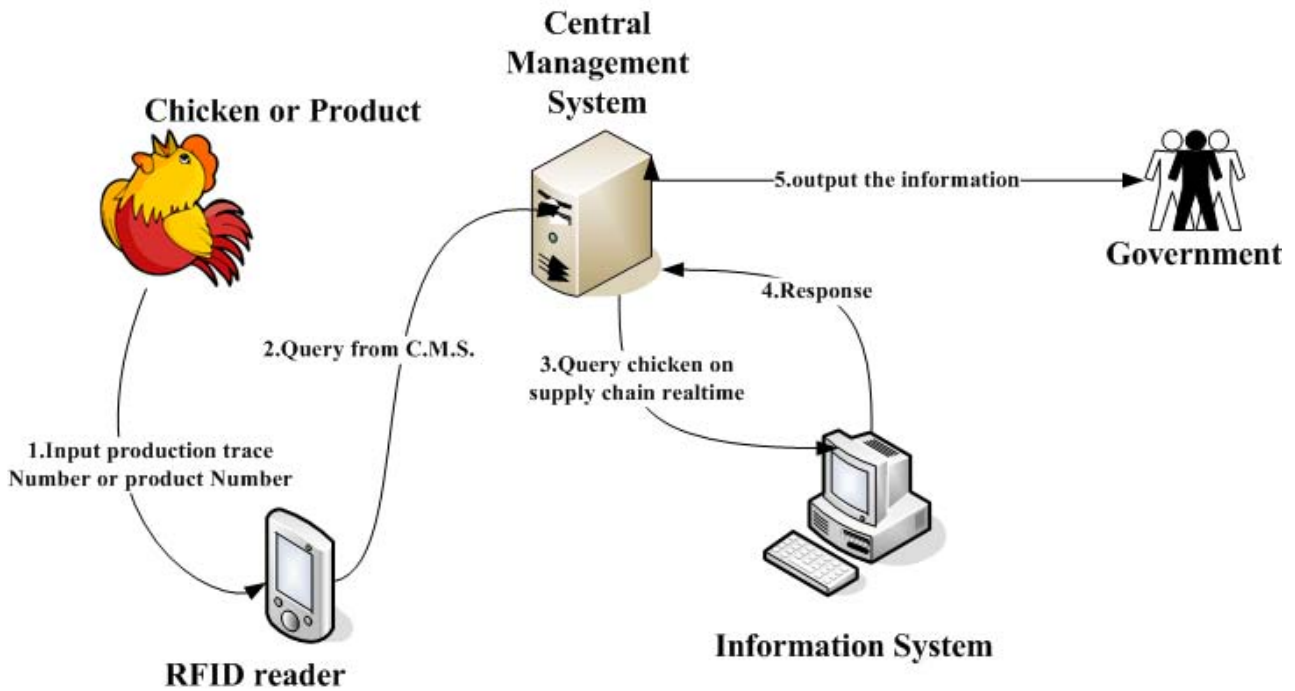 Central
Management
System
Chicken or Product
5.output the information
Government
4.Response
2.Query from C.M.S.
3.Query chicken on
supply chain realtime
1.Input production trace
Number or product Number
Information System
RFID reader